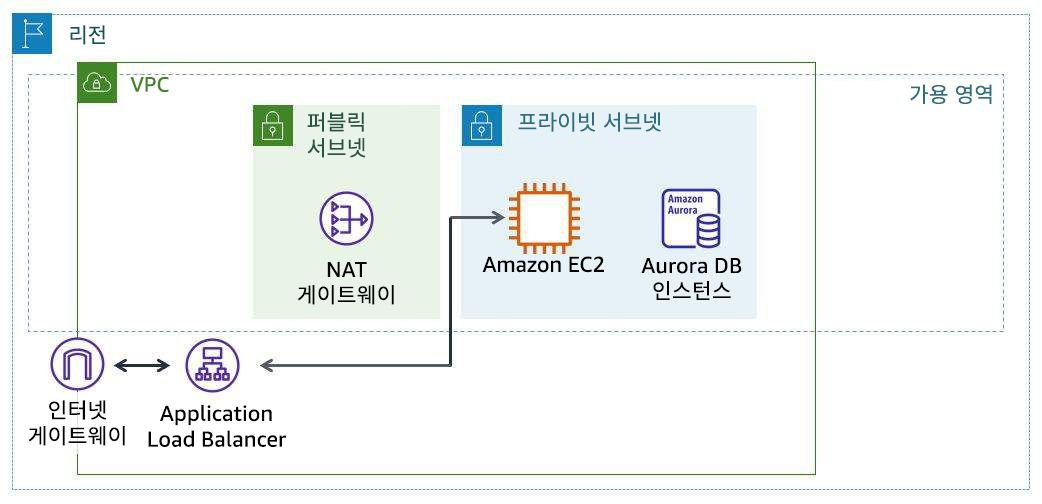 리전
VPC
가용 영역
퍼블릭
서브넷
프라이빗 서브넷
Amazon
Aurora
NAT
게이트웨이
Amazon EC2
Aurora DB
인스턴스
인터넷
게이트웨이
Application
Load Balancer